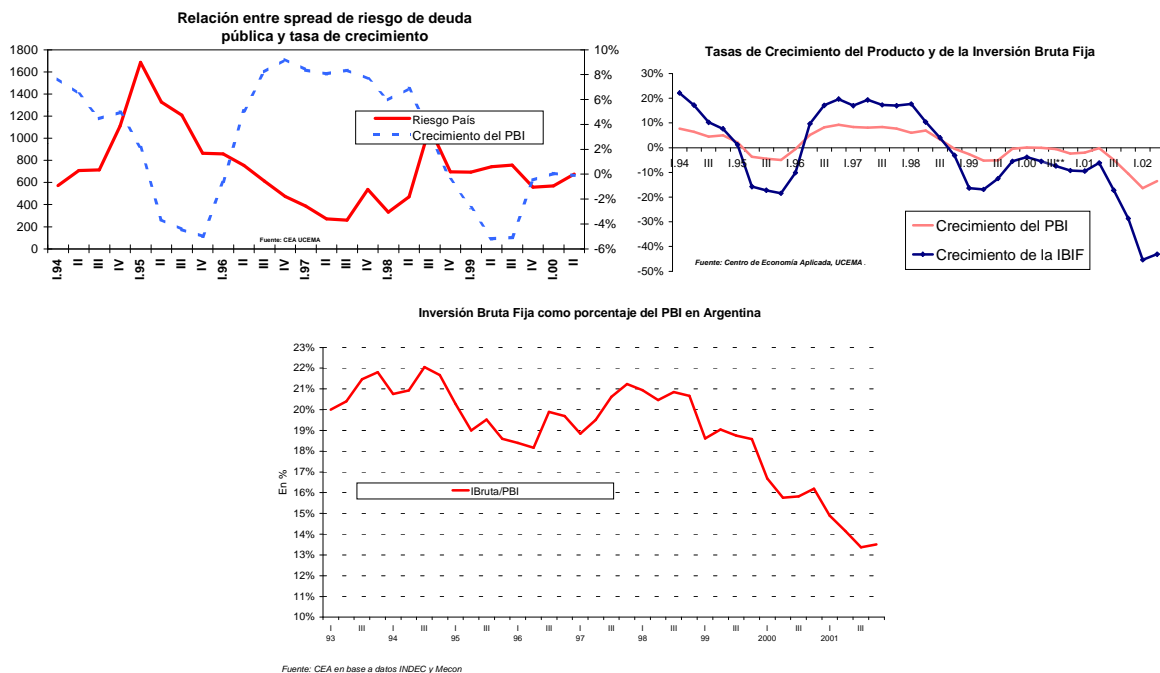 Relación entre spread de riesgo de deuda
pública y tasa de crecimiento
1800
1600
1400
1200
1000
800
600
400
200
0
10%
8%
6%
4%
2%
0%
-2%
-4%
-6%
Riesgo País
Crecimiento del PBI
Fuente: CEA UCEMA
I.94
II
III
IV
I.95
II
III
IV
I.96
II
III
IV
I.97
II
III
IV
I.98
II
III
IV
I.99
II
III
IV
I.00
II
Tasas de Crecimiento del Producto y de la Inversión Bruta Fija
30%
20%
10%
0%
-10%
-20%
-30%
-40%
-50%
I.94 III I.95 III I.96 III I.97 III I.98 III I.99 III I.00 III** I.01 III I.02
Crecimiento del PBI
Crecimiento de la IBIF
Fuente: Centro de Economía Aplicada, UCEMA .
Inversión Bruta Fija como porcentaje del PBI en Argentina
En %
23%
22%
21%
20%
19%
18%
17%
16%
15%
14%
13%
12%
11%
10%
IBruta/PBI
I III I III I III I III I III I III I III I III I III
93 94 95 96 97 98 99 2000 2001
Fuente: CEA en base a datos INDEC y Mecon